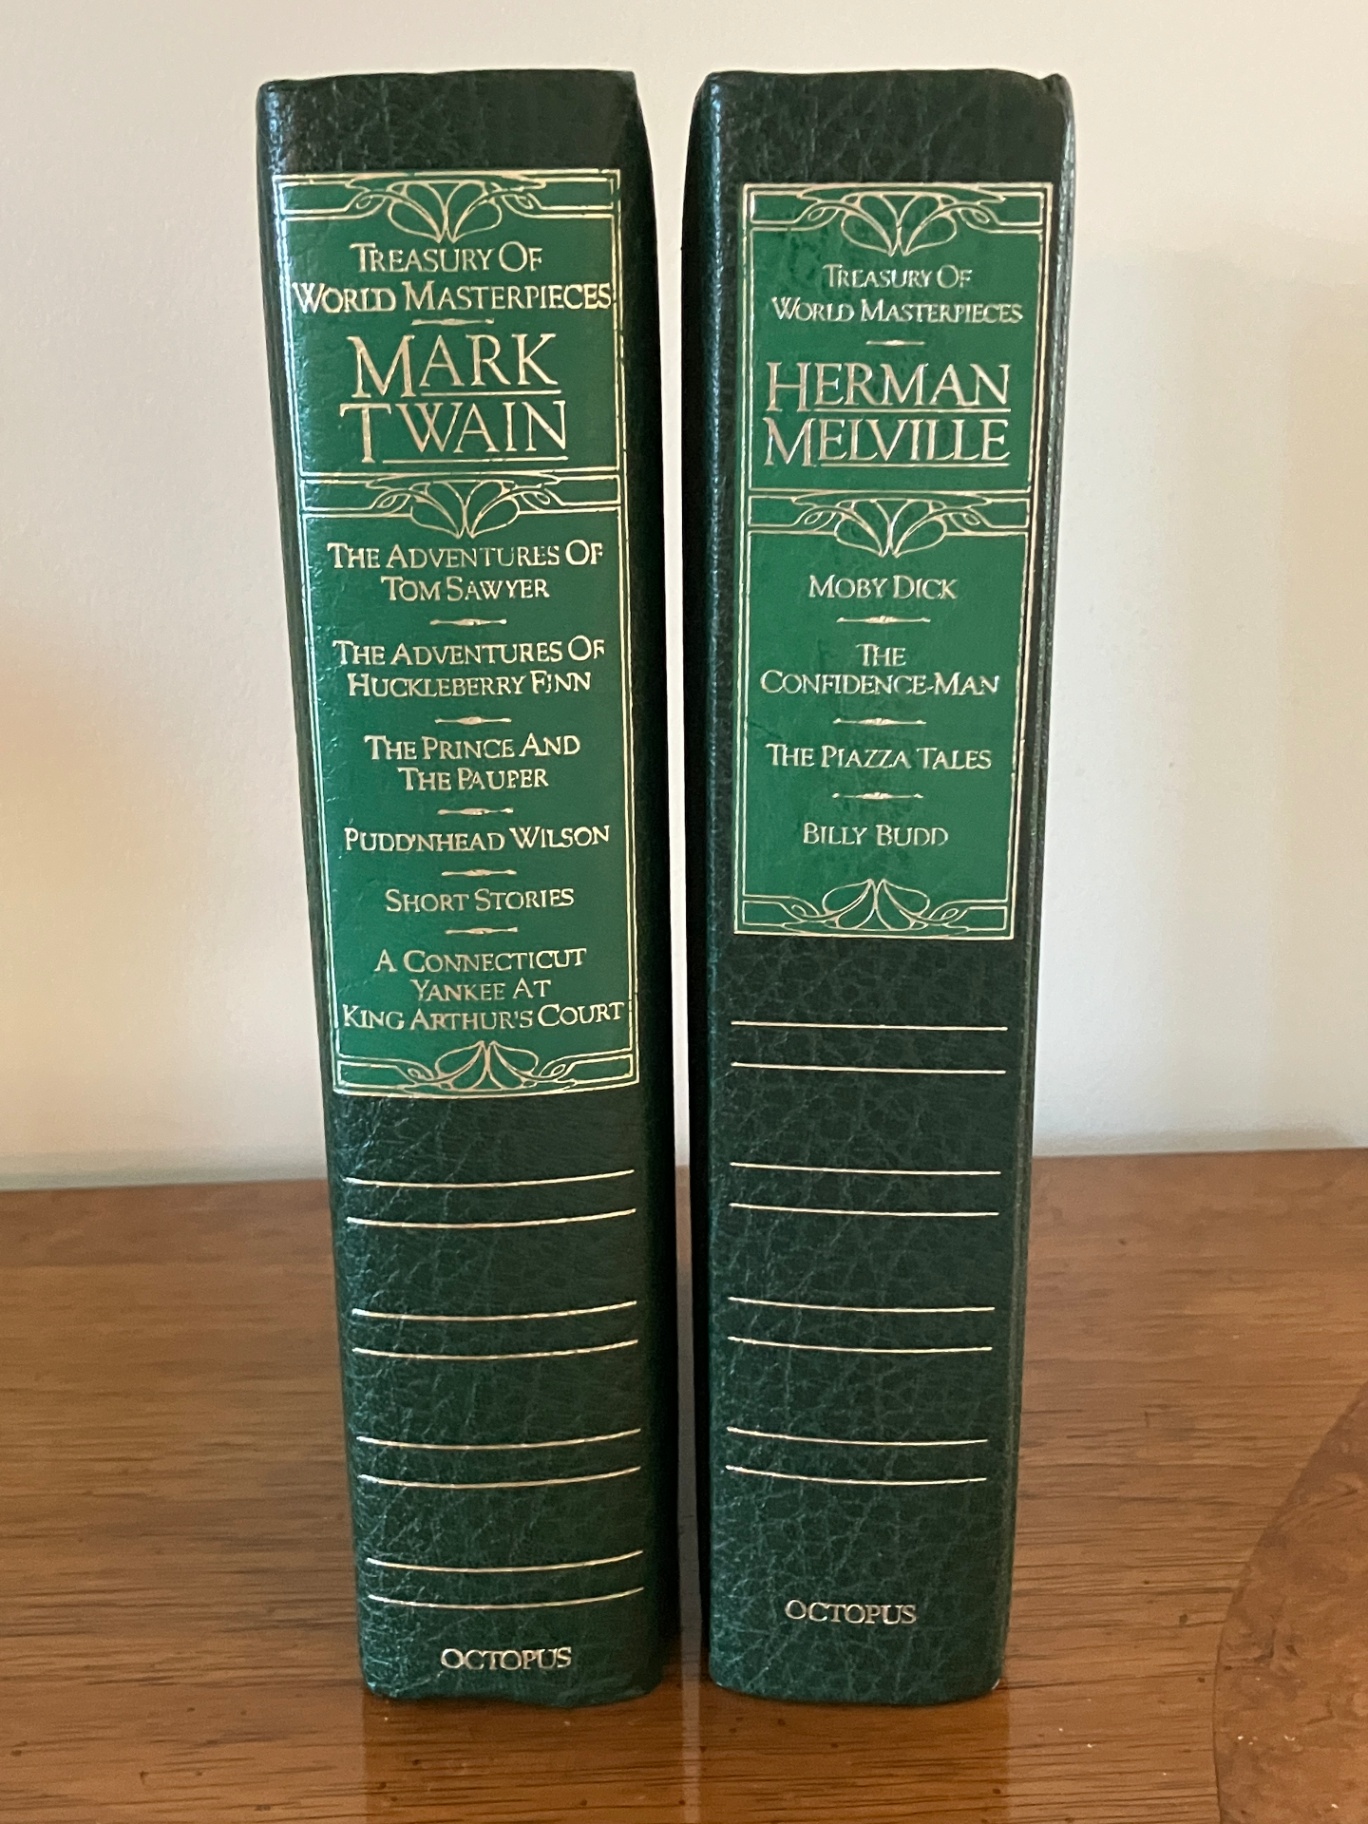 TREASURY OF
WORLD MASTERPIECES
MARK
TWAIN
THE ADVENTURES OF
TOM SAWYER
THE ADVENTURES OF
HUCKLEBERRY FINN
THE PRINCE AND
THE PAUPER
PUDD'NHEAD WILSON
SHORT STORIES
A CONNECTICUT
YANKEE AT
KING ARTHUR'S COURT
OCTOPUS
TREASURY OF
WORLD MASTERPIECES
HERMAN
MELVILLE
MOBY DICK
THE
CONFIDENCE-MAN
THE PIAZZA TALES
BILLY BUDD
OCTOPUS